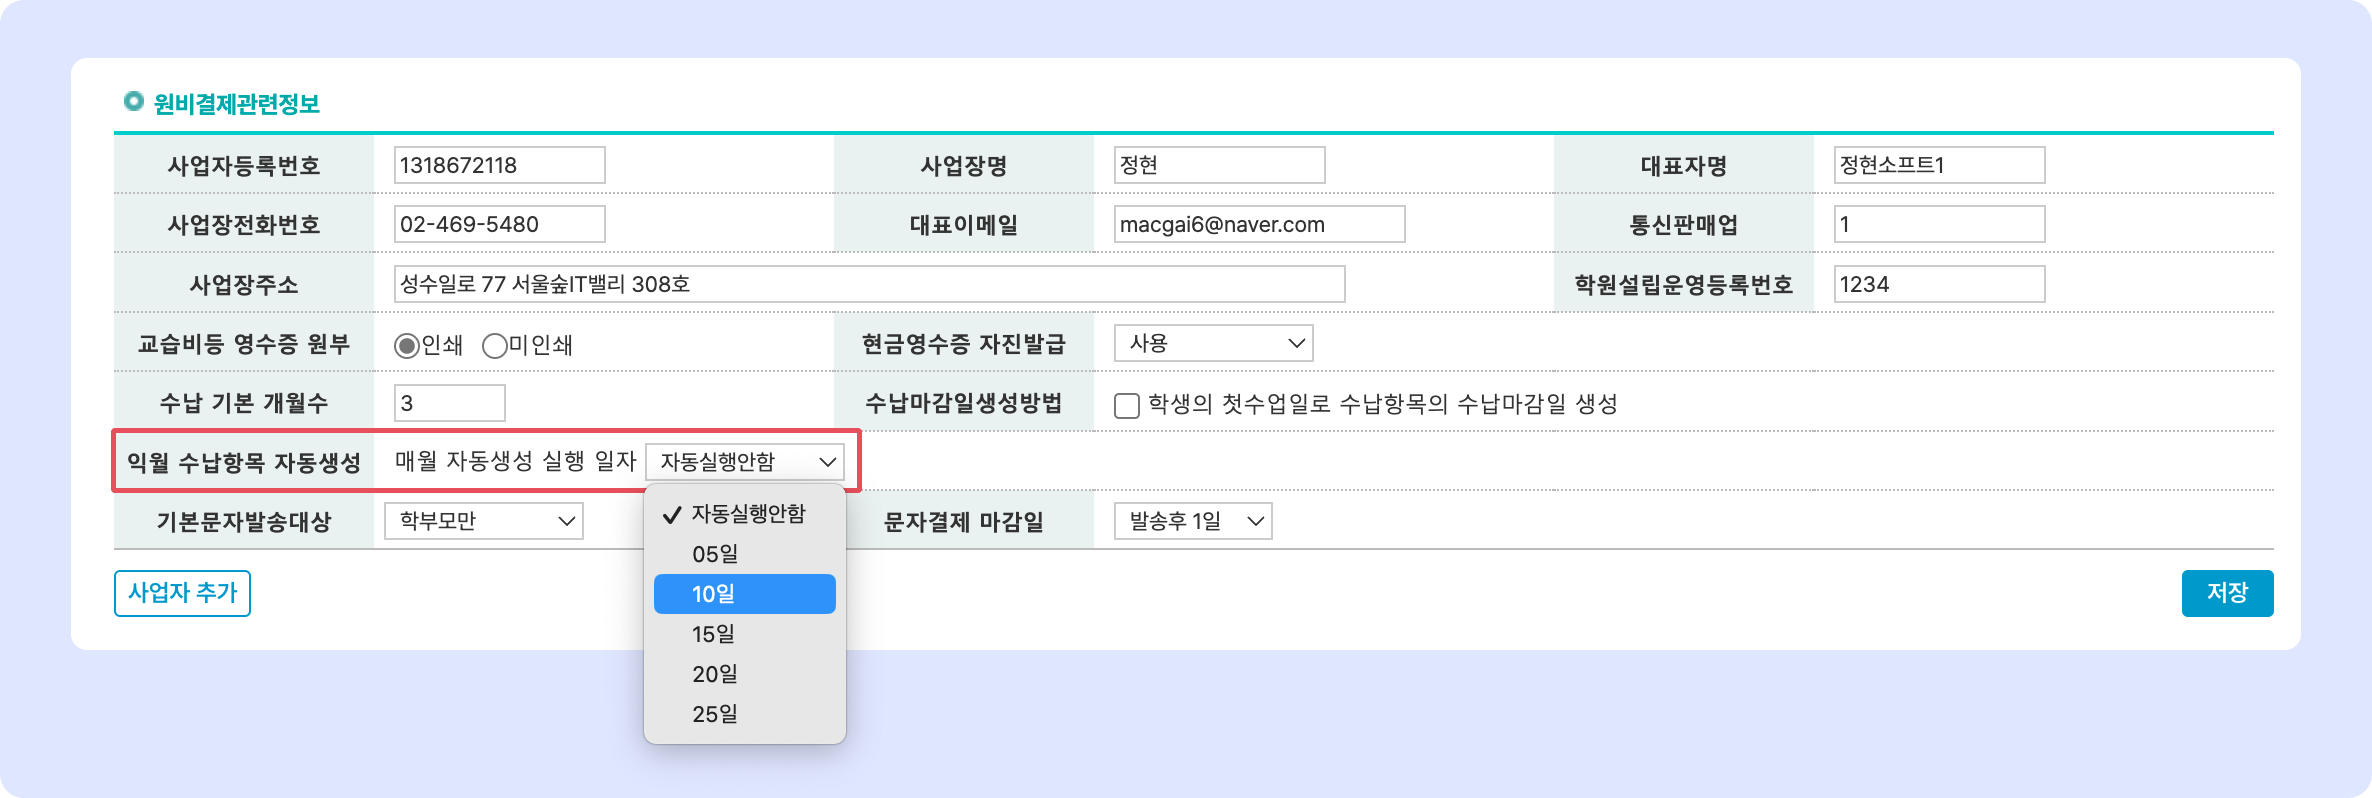 원비결제관련정보
사업자등록번호 1318672118 사업장명 정현 대표자명 정현소프트1
사업장전화번호 02-469-5480 대표이메일 macgai6@naver.com 통신판매업 1
사업장주소 성수일로 77 서울숲IT밸리 308호 학원설립운영등록번호 1234
교습비등 영수증 원부 인쇄 미인쇄 현금영수증 자진발급 사용
수납 기본 개월수 3 수납마감일생성방법 학생의 첫수업일로 수납항목의 수납마감일 생성
익월 수납항목 자동생성 매월 자동생성 실행 일자 자동실행안함
기본문자발송대상 학부모만 문자결제 마감일 발송후 1일
자동실행안함
05일
10일
15일
20일
25일
사업자 추가 저장